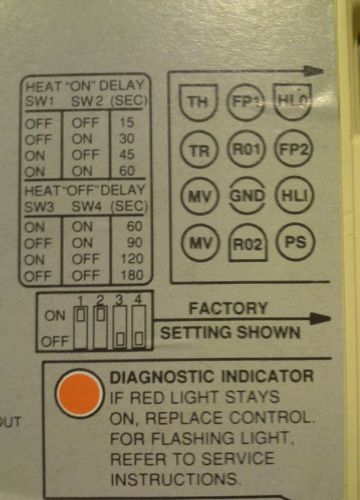 HEAT "ON" DELAY
SW1 SW2 (SEC)
OFF OFF 15
OFF ON 30
ON OFF 45
ON ON 60
HEAT "OFF" DELAY
SW3 SW4 (SEC)
ON ON 60
OFF ON 90
ON OFF 120
OFF OFF 180
TH FP1 HLO
TR R01 FP2
MV GND HLI
MV R02 PS
1 2 3 4
ON
OFF
FACTORY
SETTING SHOWN
DIAGNOSTIC INDICATOR
IF RED LIGHT STAYS
ON, REPLACE CONTROL.
FOR FLASHING LIGHT,
REFER TO SERVICE
INSTRUCTIONS.
OUT